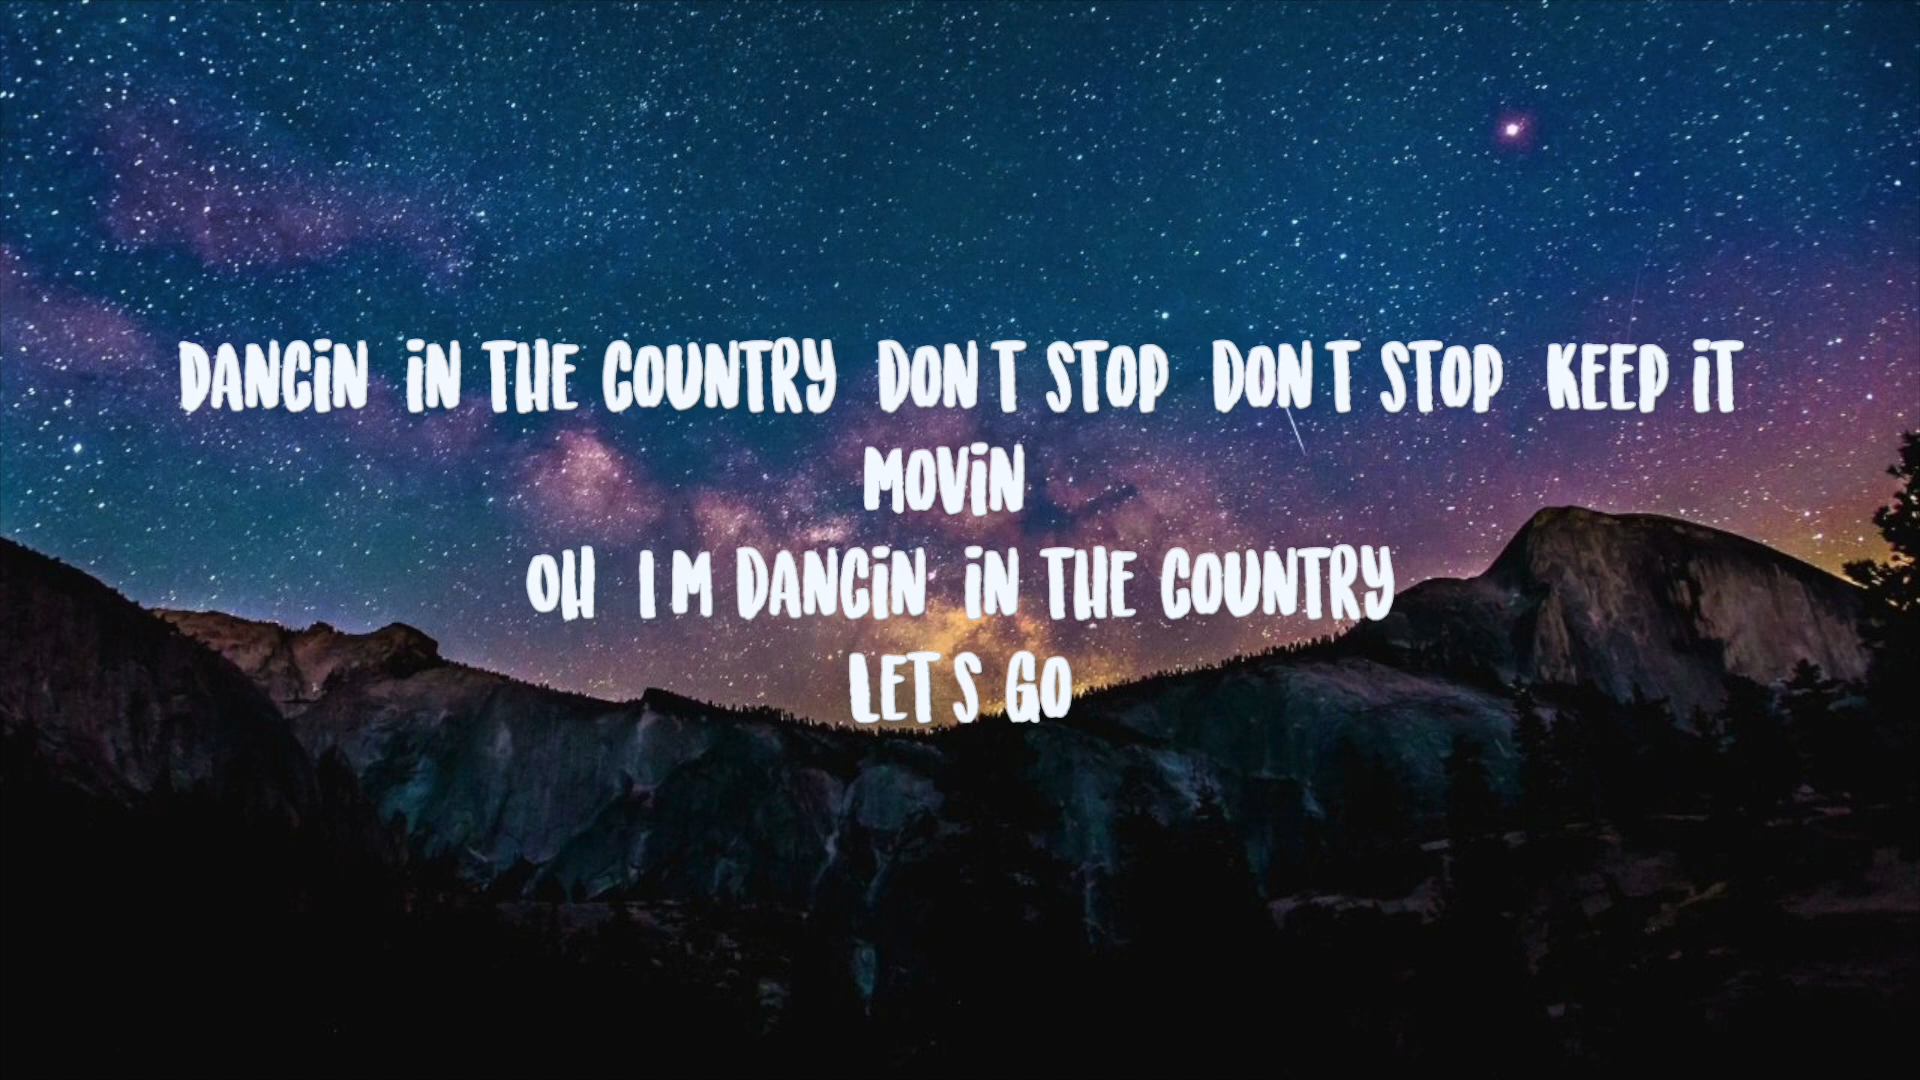 DANCiN  iN THE COUNTRY  DON T STOP  DON T STOP  KEEP iT
MOViN
OH  I M DANCiN  iN THE COUNTRY
LET S GO